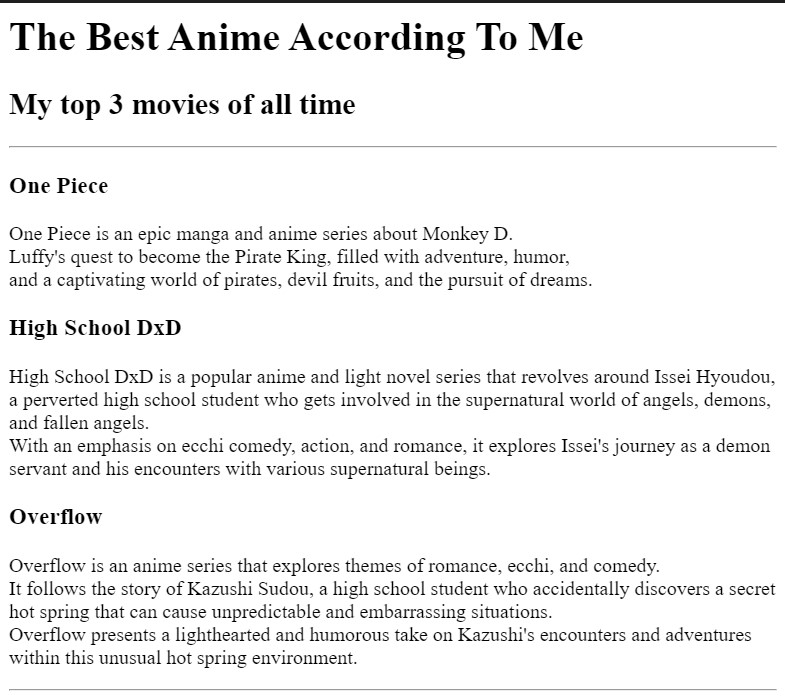 The Best Anime According To Me
My top 3 movies of all time
One Piece
One Piece is an epic manga and anime series about Monkey D.
Luffy's quest to become the Pirate King, filled with adventure, humor,
and a captivating world of pirates, devil fruits, and the pursuit of dreams.
High School DxD
High School DxD is a popular anime and light novel series that revolves around Issei Hyoudou,
a perverted high school student who gets involved in the supernatural world of angels, demons,
and fallen angels.
With an emphasis on ecchi comedy, action, and romance, it explores Issei's journey as a demon
servant and his encounters with various supernatural beings.
Overflow
Overflow is an anime series that explores themes of romance, ecchi, and comedy.
It follows the story of Kazushi Sudou, a high school student who accidentally discovers a secret
hot spring that can cause unpredictable and embarrassing situations.
Overflow presents a lighthearted and humorous take on Kazushi's encounters and adventures
within this unusual hot spring environment.